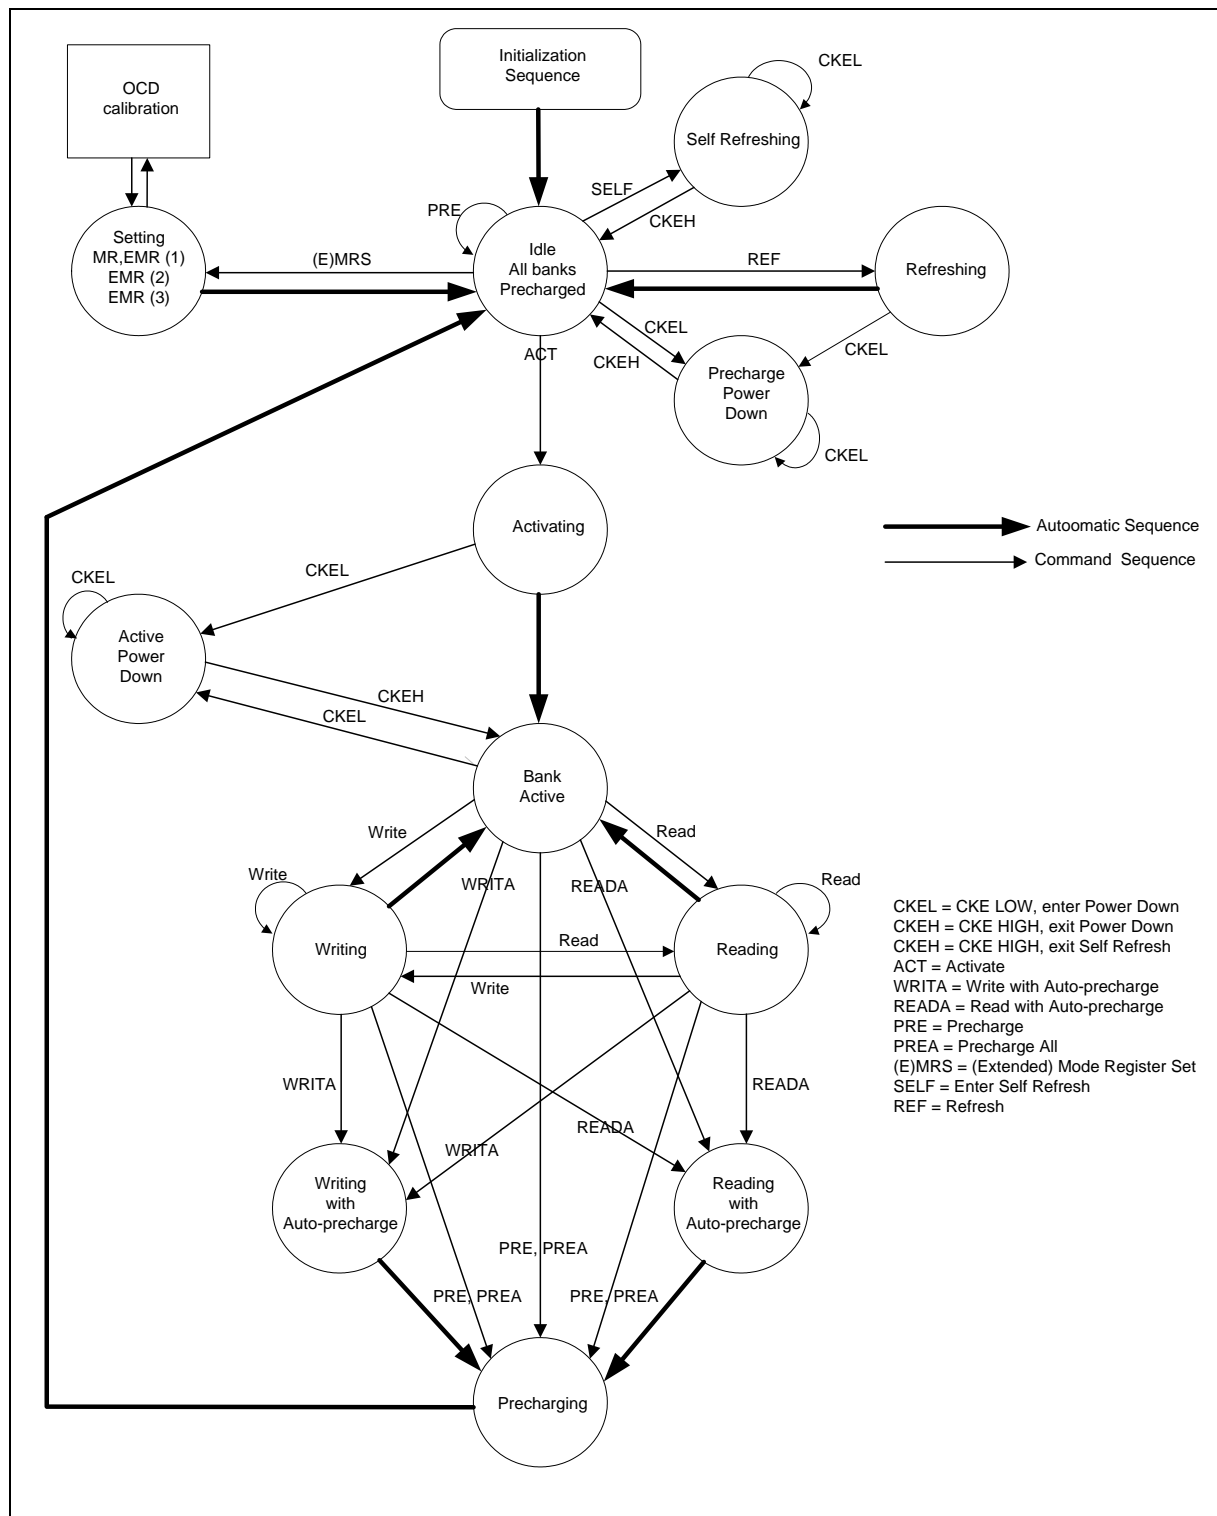 Initialization
Sequence
OCD
calibration
CKEL
Self Refreshing
SELF
CKEH
PRE
Setting
MR,EMR (1)
EMR (2)
EMR (3)
(E)MRS
Idle
All banks
Precharged
REF
Refreshing
CKEL
CKEH
CKEL
ACT
Precharge
Power
Down
CKEL
Activating
Autoomatic Sequence
Command Sequence
CKEL
CKEL
Active
Power
Down
CKEH
CKEL
Bank
Active
Write
Read
Write
WRITA
READA
Read
Writing
Read
Reading
Write
CKEL = CKE LOW, enter Power Down
CKEH = CKE HIGH, exit Power Down
CKEH = CKE HIGH, exit Self Refresh
ACT = Activate
WRITA = Write with Auto-precharge
READA = Read with Auto-precharge
PRE = Precharge
PREA = Precharge All
(E)MRS = (Extended) Mode Register Set
SELF = Enter Self Refresh
REF = Refresh
WRITA
READA
READA
WRITA
Writing
with
Auto-precharge
Reading
with
Auto-precharge
PRE, PREA
PRE, PREA
PRE, PREA
Precharging